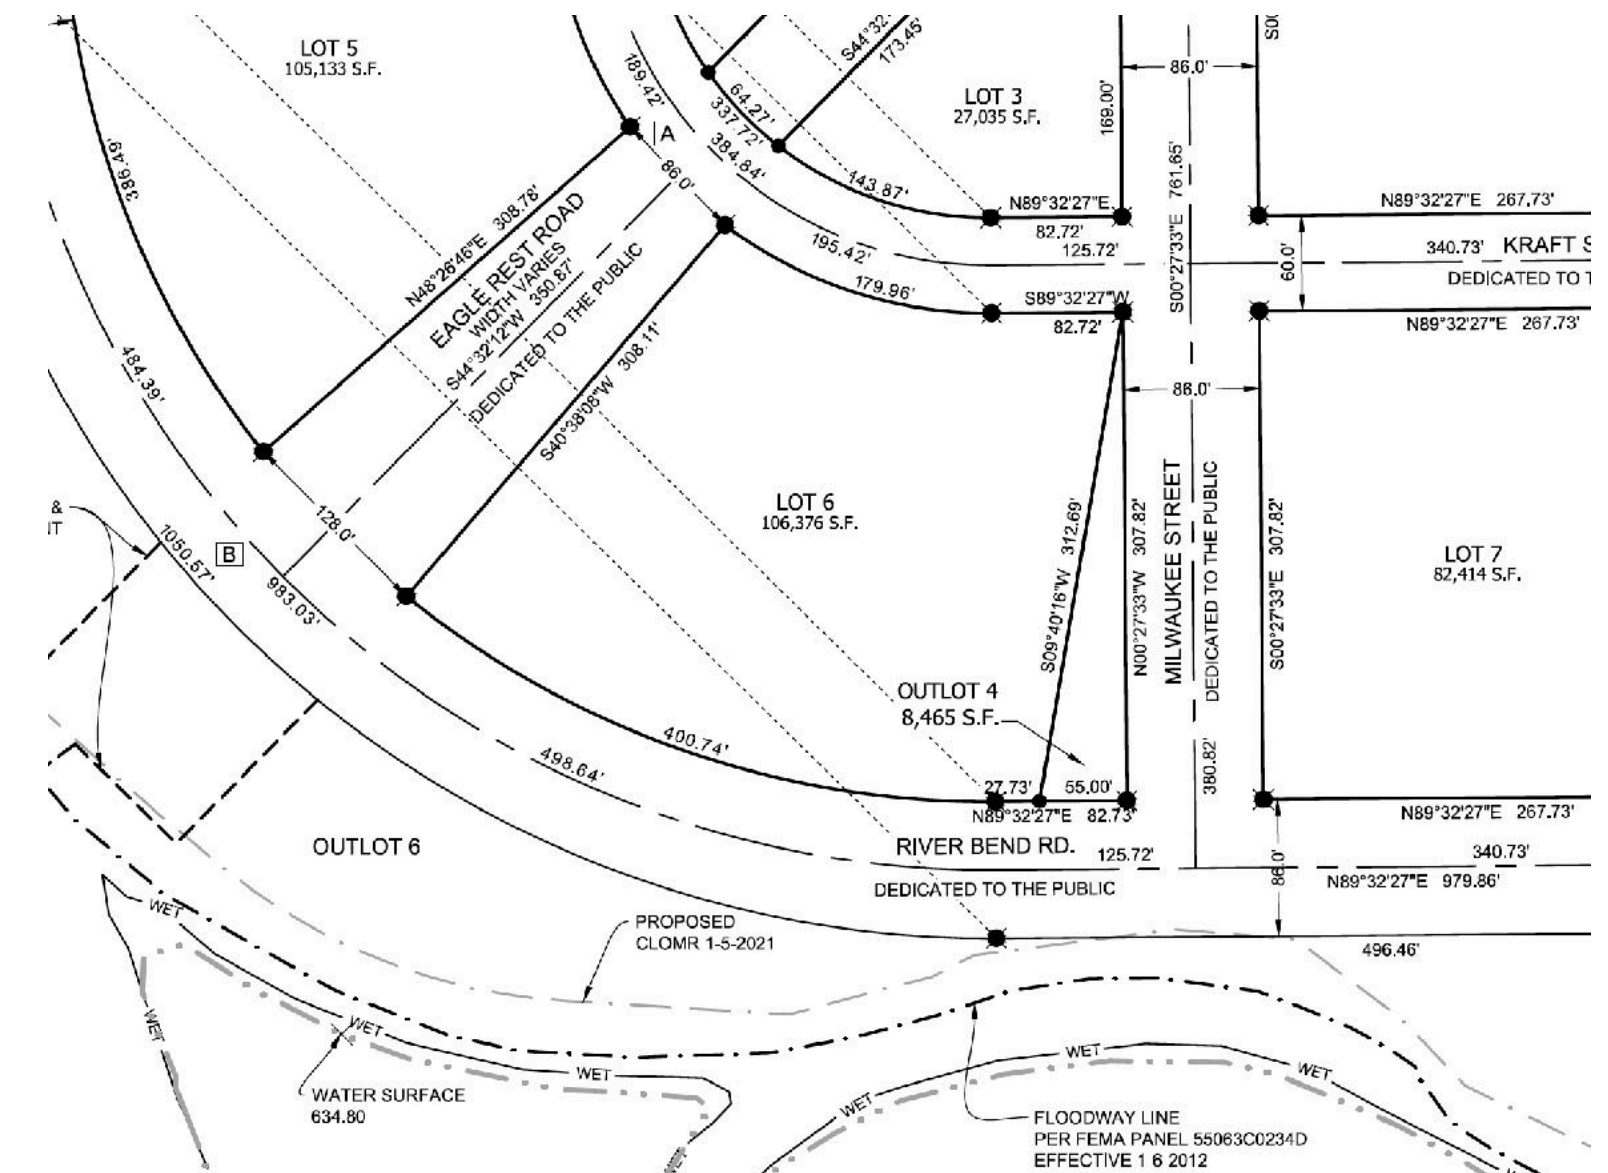 LOT 5
105,133 S.F.
S44°32'
173.45'
S00
86.0'
189.42'
64.27'
337.72'
384.84'
LOT 3
27,035 S.F.
169.00'
A
86.0'
143.87'
386.49'
N89°32'27"E
82.72'
125.72'
S00°27'33"E 761.65'
N89°32'27"E 267.73'
N48°26'46"E 308.78'
EAGLE REST ROAD
WIDTH VARIES
S44°32'12"W 350.87'
DEDICATED TO THE PUBLIC
195.42'
179.96'
S89°32'27"W
82.72'
60.0'
340.73' KRAFT S
DEDICATED TO T
N89°32'27"E 267.73'
S40°38'08"W 308.11'
86.0'
484.39'
128.0'
LOT 6
106,376 S.F.
S09°40'16"W 312.69'
N00°27'33"W 307.82'
MILWAUKEE STREET
DEDICATED TO THE PUBLIC
S00°27'33"E 307.82'
LOT 7
82,414 S.F.
&
NT
1050.57'
B
983.03'
OUTLOT 4
8,465 S.F.
400.74'
498.64'
27.73'
55.00'
N89°32'27"E 82.73'
380.82'
N89°32'27"E 267.73'
OUTLOT 6
RIVER BEND RD.
125.72'
86.0'
340.73'
DEDICATED TO THE PUBLIC
N89°32'27"E 979.86'
WET
PROPOSED
CLOMR 1-5-2021
496.46'
WET
WET
WET
WET
WET
WET
WET
WATER SURFACE
634.80
FLOODWAY LINE
PER FEMA PANEL 55063C0234D
EFFECTIVE 1 6 2012